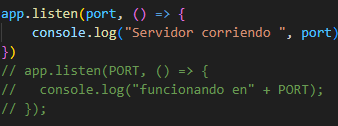 app.listen(port, () => {
    console.log("Servidor corriendo ", port)
})
// app.listen(PORT, () => {
//   console.log("funcionando en" + PORT);
// });